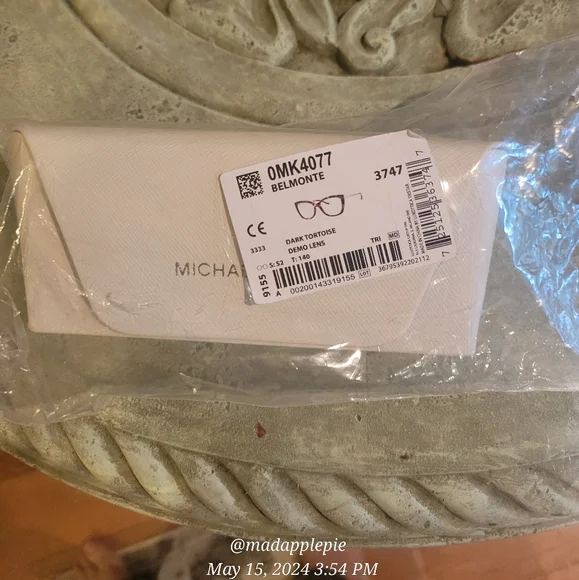 0MK4077
BELMONTE
3747
CE
3333
DARK TORTOISE
DEMO LENS
S: 52 T: 140
TRI MD
9155
A 00200143319155 LOT 36795392202112
MICHA
@madapplepie
May 15, 2024 3:54 PM